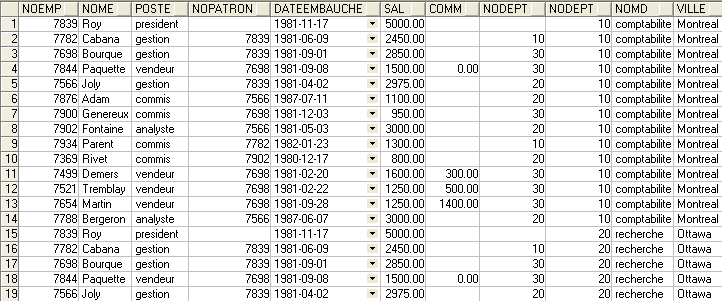 NOEMP NOME POSTE NOPATRON DATEEMBAUCHE SAL COMM NODEPT NODEPT NOMD VILLE
1 7839 Roy president 1981-11-17 5000.00 10 comptabilite Montreal
2 7782 Cabana gestion 7839 1981-06-09 2450.00 10 10 comptabilite Montreal
3 7698 Bourque gestion 7839 1981-09-01 2850.00 30 10 comptabilite Montreal
4 7844 Paquette vendeur 7698 1981-09-08 1500.00 0.00 30 10 comptabilite Montreal
5 7566 Joly gestion 7839 1981-04-02 2975.00 20 10 comptabilite Montreal
6 7876 Adam commis 7566 1987-07-11 1100.00 20 10 comptabilite Montreal
7 7900 Genereux commis 7698 1981-12-03 950.00 30 10 comptabilite Montreal
8 7902 Fontaine analyste 7566 1981-05-03 3000.00 20 10 comptabilite Montreal
9 7934 Parent commis 7782 1982-01-23 1300.00 10 10 comptabilite Montreal
10 7369 Rivet commis 7902 1980-12-17 800.00 20 10 comptabilite Montreal
11 7499 Demers vendeur 7698 1981-02-20 1600.00 300.00 30 10 comptabilite Montreal
12 7521 Tremblay vendeur 7698 1981-02-22 1250.00 500.00 30 10 comptabilite Montreal
13 7654 Martin vendeur 7698 1981-09-28 1250.00 1400.00 30 10 comptabilite Montreal
14 7788 Bergeron analyste 7566 1987-06-07 3000.00 20 10 comptabilite Montreal
15 7839 Roy president 1981-11-17 5000.00 20 recherche Ottawa
16 7782 Cabana gestion 7839 1981-06-09 2450.00 10 20 recherche Ottawa
17 7698 Bourque gestion 7839 1981-09-01 2850.00 30 20 recherche Ottawa
18 7844 Paquette vendeur 7698 1981-09-08 1500.00 0.00 30 20 recherche Ottawa
19 7566 Joly gestion 7839 1981-04-02 2975.00 20 20 recherche Ottawa